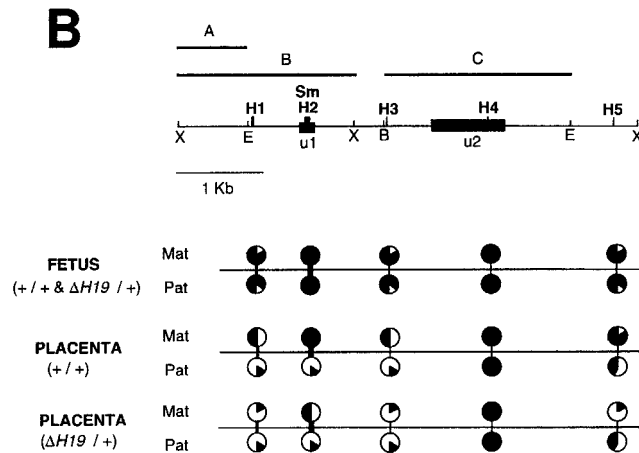 B
A
B
C
Sm
H1 H2 H3 H4 H5
X E u1 X B u2 E X
1 Kb
FETUS
(+ / + & ΔH19 / +)
Mat
Pat
PLACENTA
(+ / +)
Mat
Pat
PLACENTA
(ΔH19 / +)
Mat
Pat